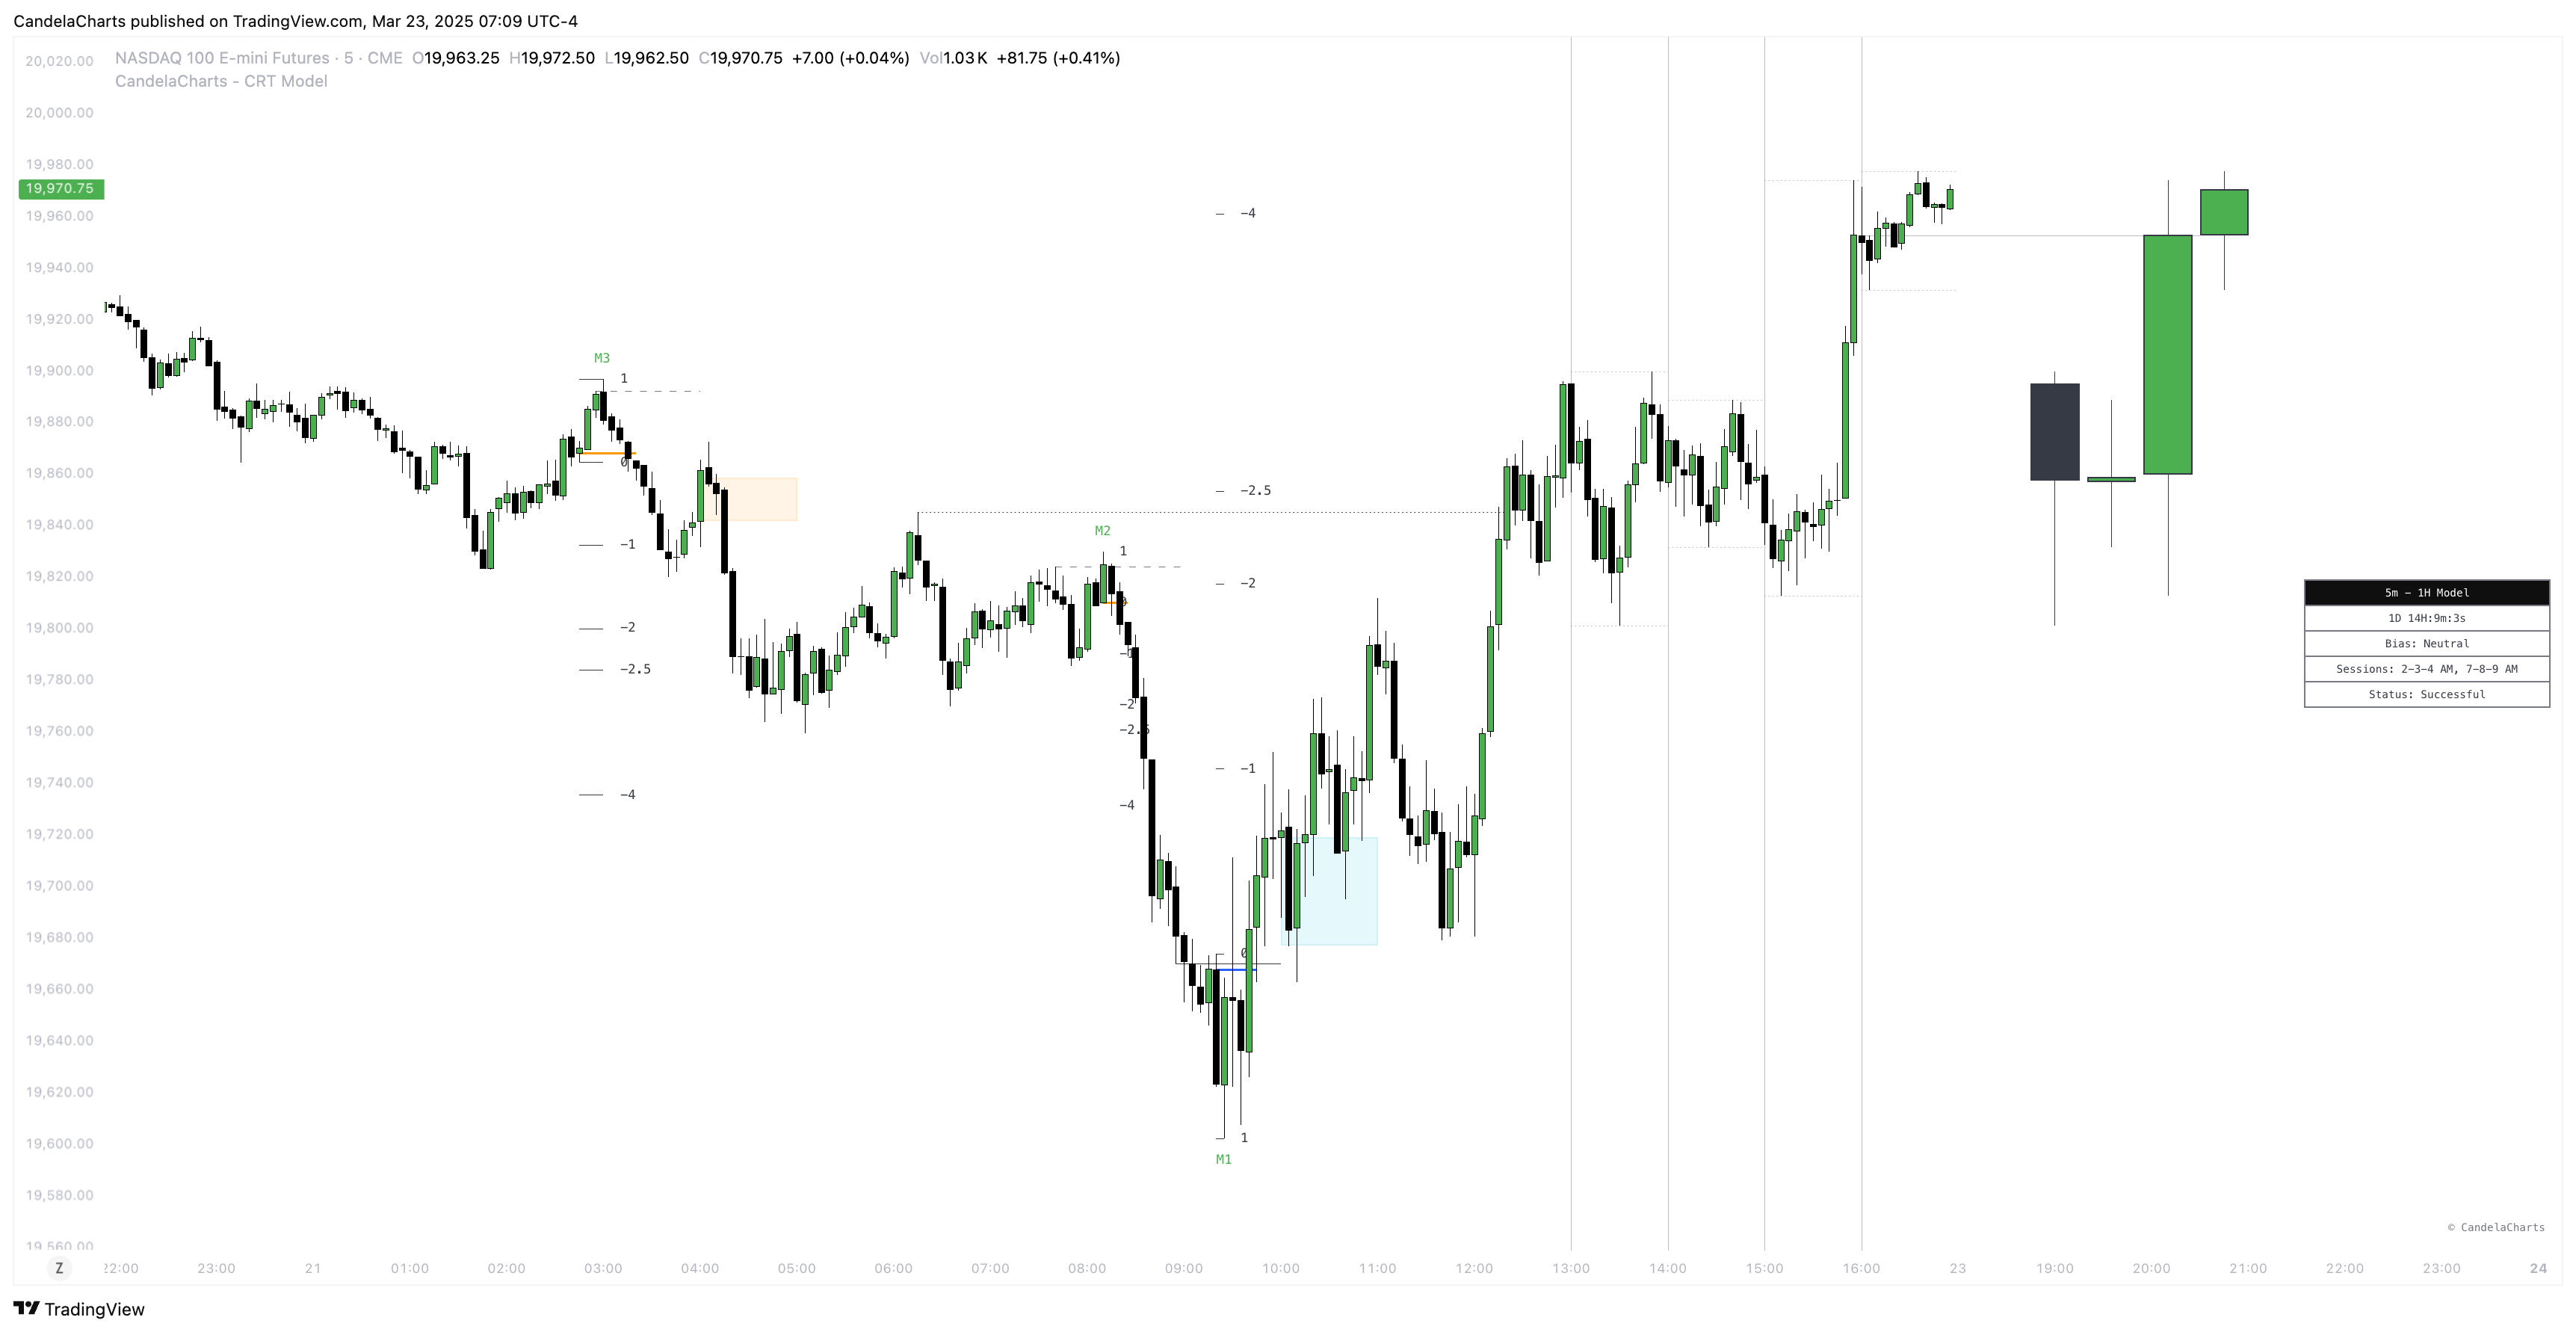 CandelaCharts published on TradingView.com, Mar 23, 2025 07:09 UTC-4
NASDAQ 100 E-mini Futures · 5 · CME O19,963.25 H19,972.50 L19,962.50 C19,970.75 +7.00 (+0.04%) Vol1.03 K +81.75 (+0.41%)
CandelaCharts - CRT Model
20,020.00
20,000.00
19,980.00
19,970.75
19,960.00
19,940.00
19,920.00
19,900.00
19,880.00
19,860.00
19,840.00
19,820.00
19,800.00
19,780.00
19,760.00
19,740.00
19,720.00
19,700.00
19,680.00
19,660.00
19,640.00
19,620.00
19,600.00
19,580.00
19,560.00
M3
1
0
-1
-2
-2.5
-4
M2
1
0
-1
-2
-2.5
-4
-4
-2.5
-2
-1
0
1
M1
5m - 1H Model
1D 14H:9m:3s
Bias: Neutral
Sessions: 2-3-4 AM, 7-8-9 AM
Status: Successful
© CandelaCharts
Z
22:00 23:00 21 01:00 02:00 03:00 04:00 05:00 06:00 07:00 08:00 09:00 10:00 11:00 12:00 13:00 14:00 15:00 16:00 23 19:00 20:00 21:00 22:00 23:00 24
TradingView